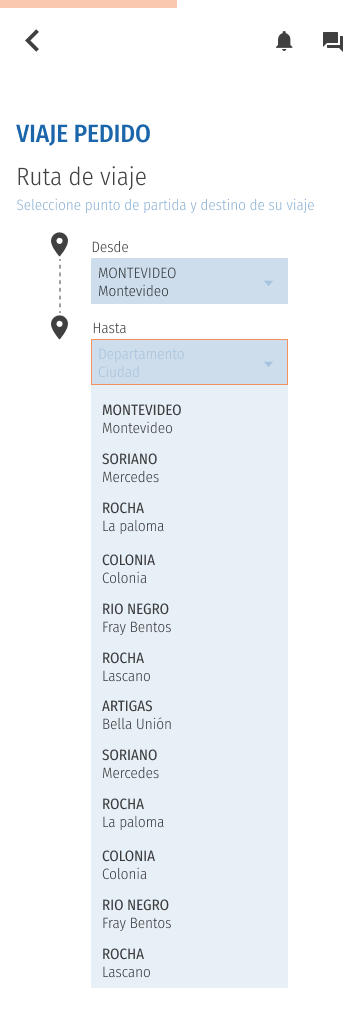 VIAJE PEDIDO
Ruta de viaje
Seleccione punto de partida y destino de su viaje
Desde
MONTEVIDEO
Montevideo
Hasta
Departamento
Ciudad
MONTEVIDEO
Montevideo
SORIANO
Mercedes
ROCHA
La paloma
COLONIA
Colonia
RIO NEGRO
Fray Bentos
ROCHA
Lascano
ARTIGAS
Bella Unión
SORIANO
Mercedes
ROCHA
La paloma
COLONIA
Colonia
RIO NEGRO
Fray Bentos
ROCHA
Lascano